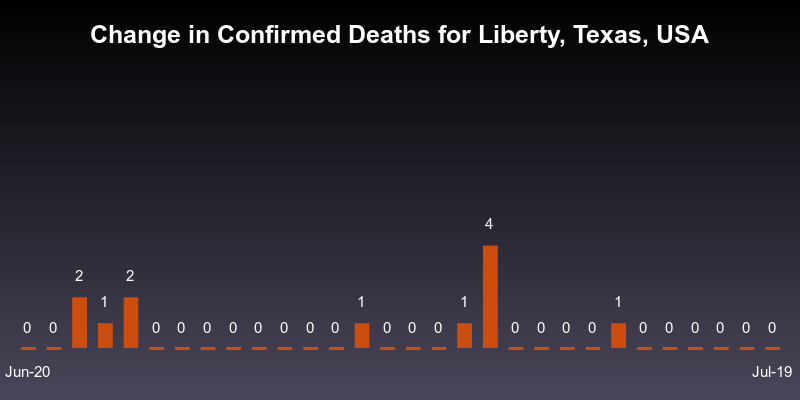 Change in Confirmed Deaths for Liberty, Texas, USA
4
2 2
1 1 1 1
0 0 0 0 0 0 0 0 0 0 0 0 0 0 0 0 0 0 0 0 0 0 0
Jun-20 Jul-19